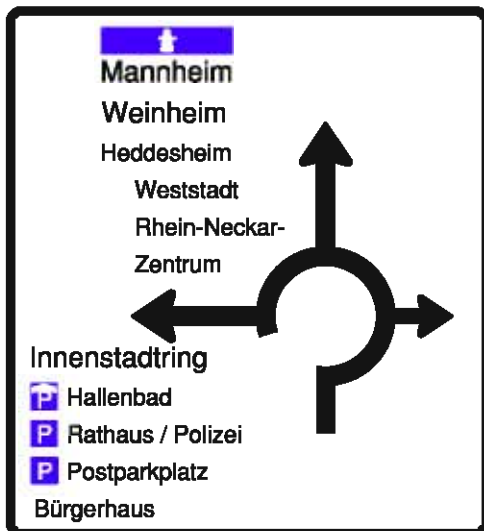 Mannheim
Weinheim
Heddesheim
Weststadt
Rhein-Neckar-
Zentrum
Innenstadtring
P Hallenbad
P Rathaus / Polizei
P Postparkplatz
Bürgerhaus